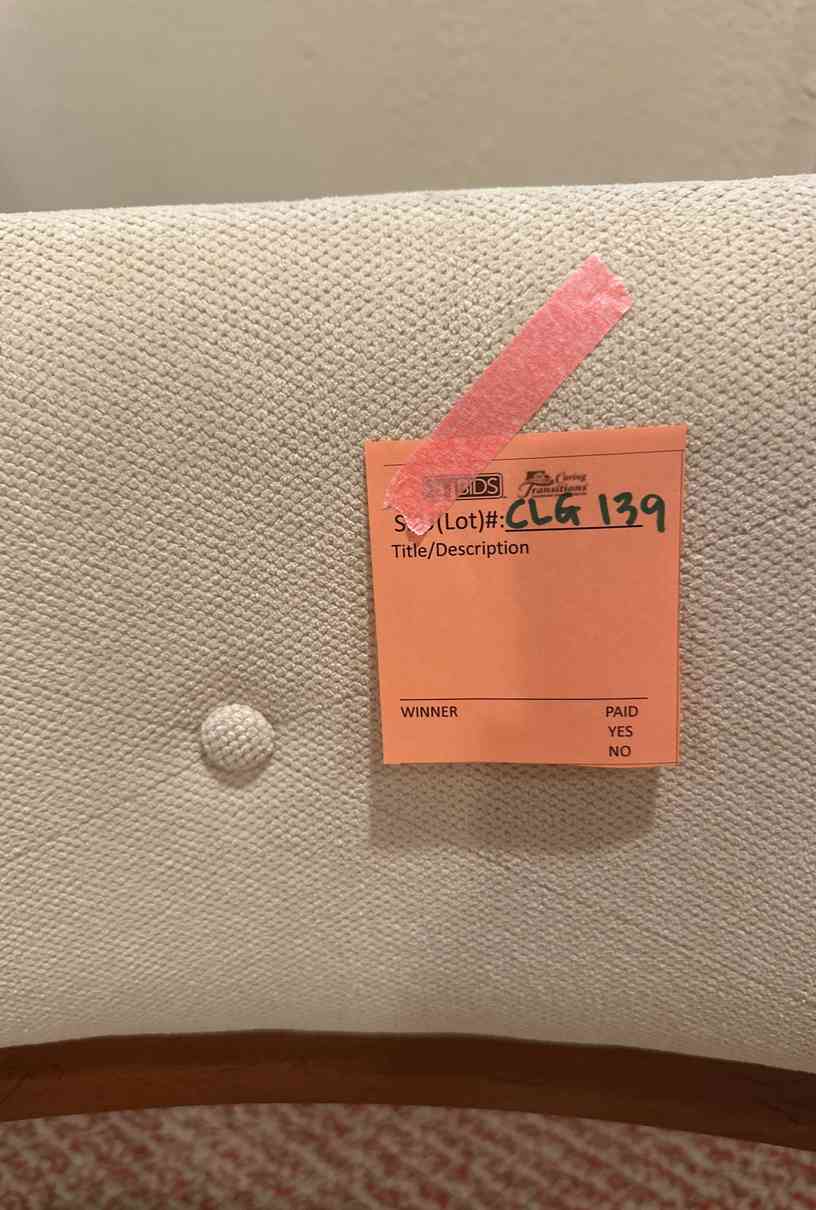 BIDS Caring
Transitions
(Lot)#: CLG 139
Title/Description
WINNER PAID
YES
NO